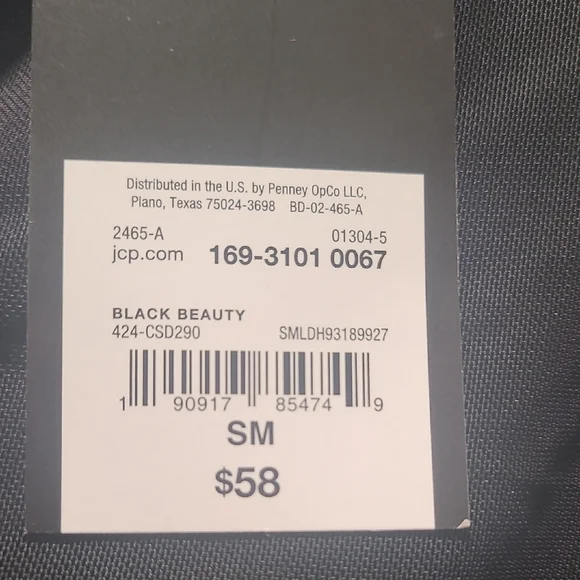 Distributed in the U.S. by Penney OpCo LLC,
Plano, Texas 75024-3698 BD-02-465-A
2465-A 01304-5
jcp.com 169-3101 0067
BLACK BEAUTY
424-CSD290 SMLDH93189927
1 90917 85474 9
SM
$58